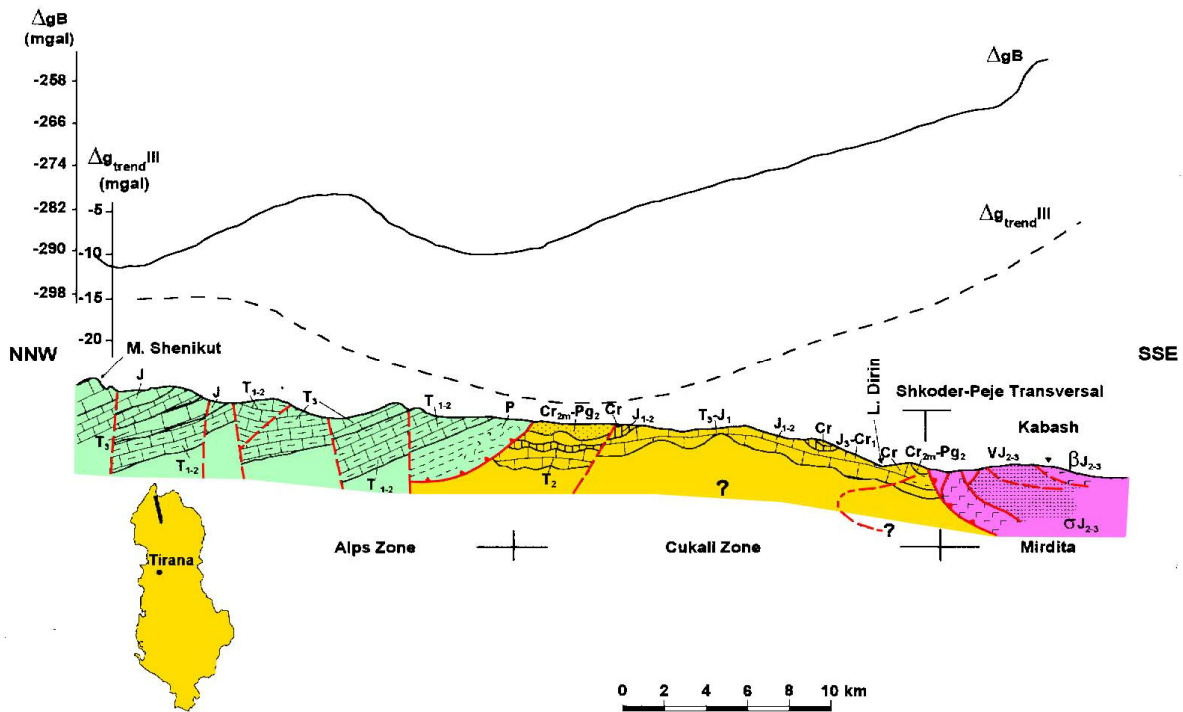 ΔgB
(mgal)
ΔgB
-258
-266
-274
-282
-290
-298
Δg_trend III
(mgal)
-5
-10
-15
-20
Δg_trend III
NNW
SSE
M. Shenikut
J
J
T₁₋₂
T₃
T₁₋₂
P
Cr₂ₘ-Pg₂
Cr
J₁₋₂
T₃-J₁
J₁₋₂
Cr
J₃-Cr₁
L. Dirin
Cr
Cr₂ₘ-Pg₂
Shkoder-Peje Transversal
Kabash
νJ₂₋₃
βJ₂₋₃
T₃
T₁₋₂
T₁₋₂
T₂
?
?
σJ₂₋₃
Alps Zone
Cukali Zone
Mirdita
Tirana
0 2 4 6 8 10 km